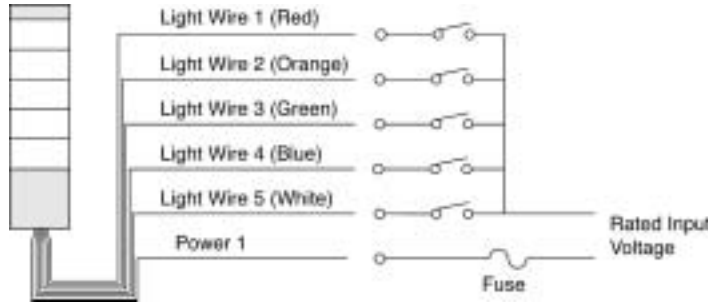 Light Wire 1 (Red)
Light Wire 2 (Orange)
Light Wire 3 (Green)
Light Wire 4 (Blue)
Light Wire 5 (White)
Power 1
Rated Input
Voltage
Fuse